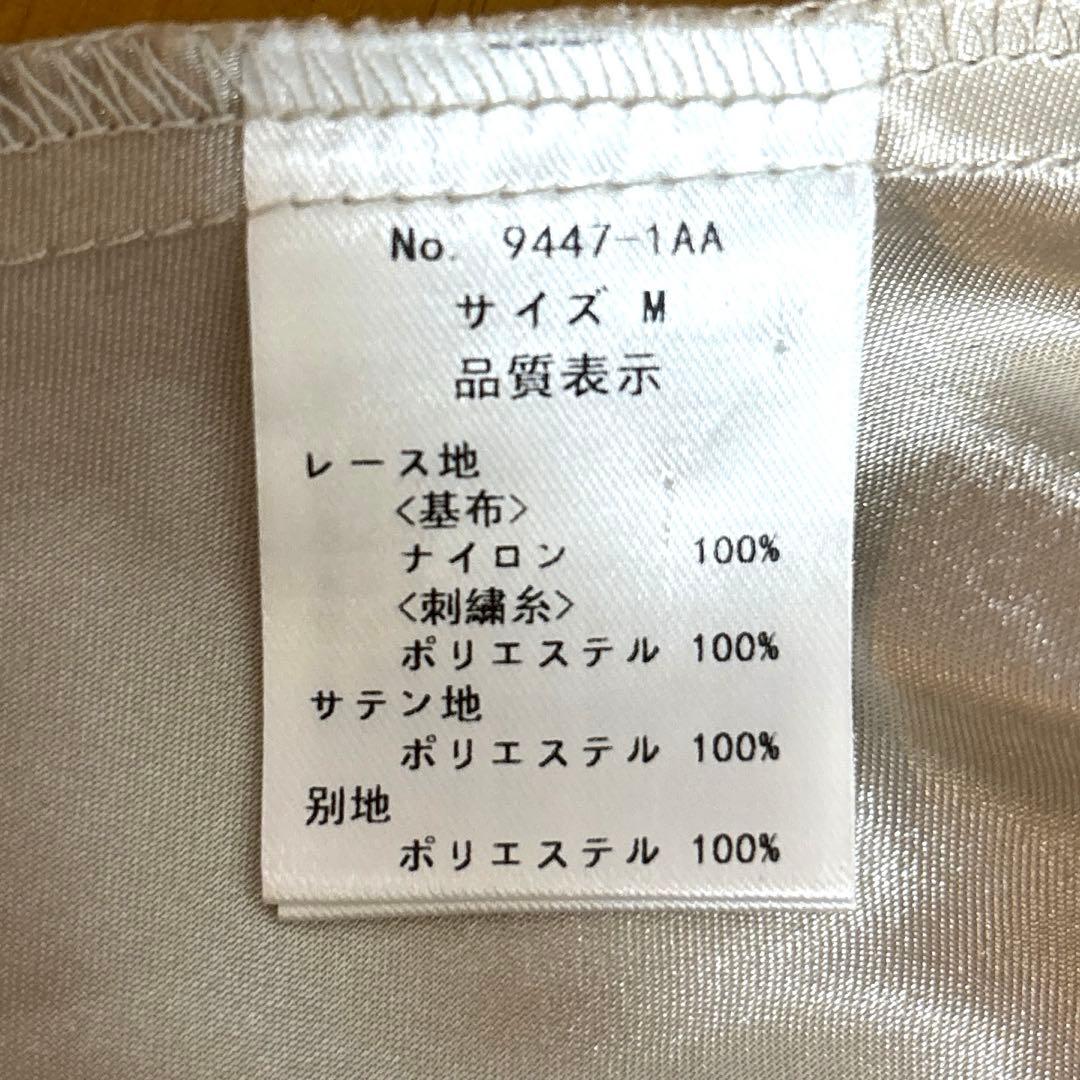 No. 9447-1AA
サイズ M
品質表示
レース地
<基布>
ナイロン 100%
<刺繍糸>
ポリエステル 100%
サテン地
ポリエステル 100%
別地
ポリエステル 100%